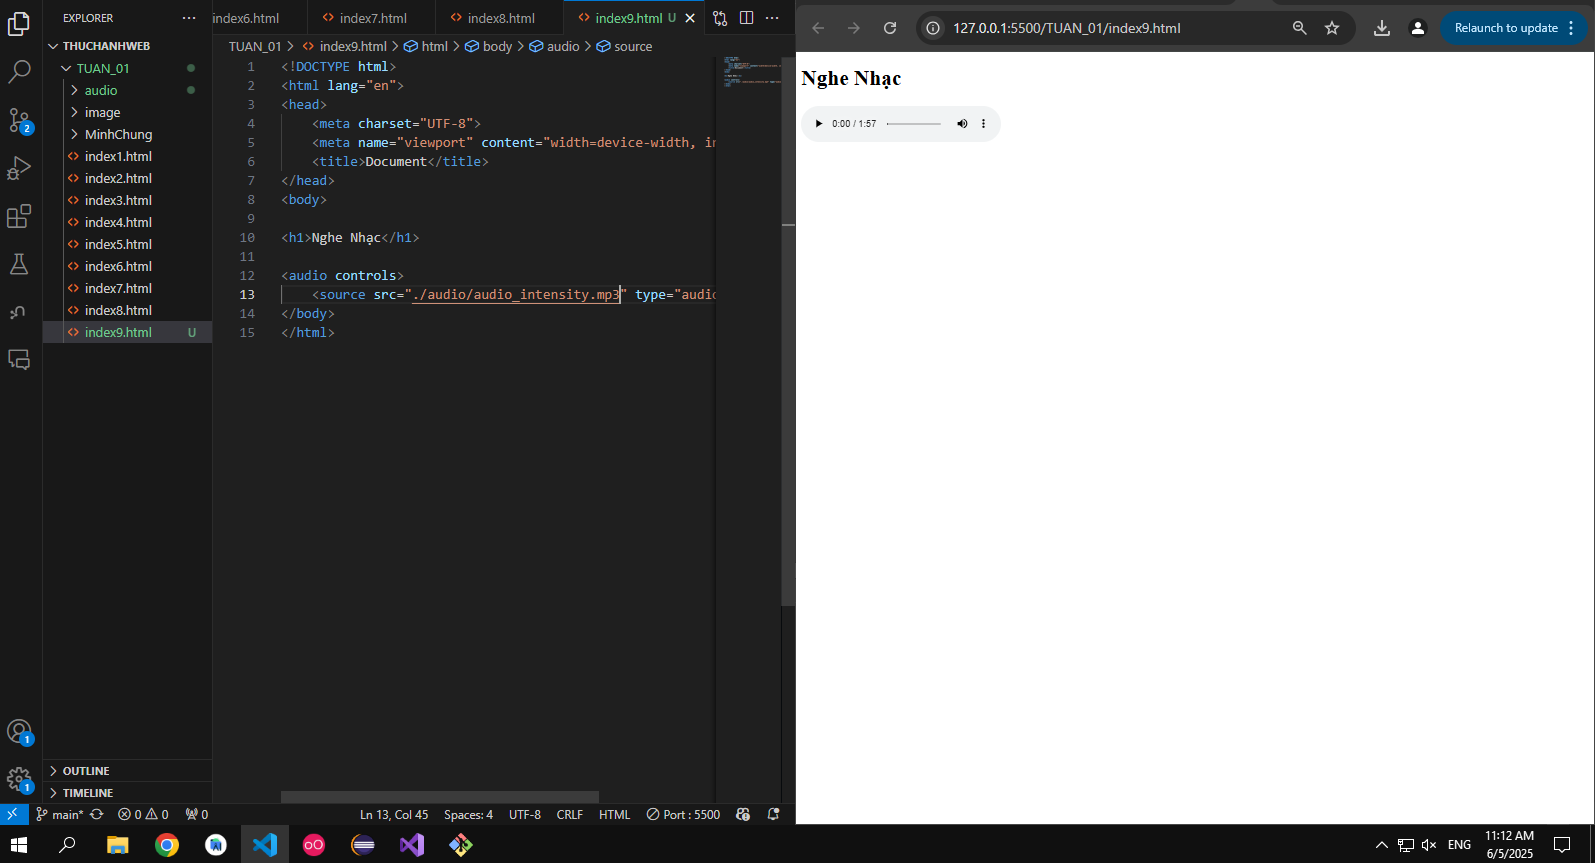 EXPLORER
THUCHANHWEB
TUAN_01
audio
image
MinhChung
index1.html
index2.html
index3.html
index4.html
index5.html
index6.html
index7.html
index8.html
index9.html U
OUTLINE
TIMELINE
2
1
1
index6.html index7.html index8.html index9.html U
TUAN_01 > index9.html > html > body > audio > source
1 <!DOCTYPE html>
2 <html lang="en">
3 <head>
4 <meta charset="UTF-8">
5 <meta name="viewport" content="width=device-width, in
6 <title>Document</title>
7 </head>
8 <body>
9
10 <h1>Nghe Nhạc</h1>
11
12 <audio controls>
13 <source src="./audio/audio_intensity.mp3" type="audio
14 </body>
15 </html>
main* 0 0 0 Ln 13, Col 45 Spaces: 4 UTF-8 CRLF HTML Port : 5500
127.0.0.1:5500/TUAN_01/index9.html Relaunch to update
Nghe Nhạc
0:00 / 1:57
ENG
11:12 AM
6/5/2025